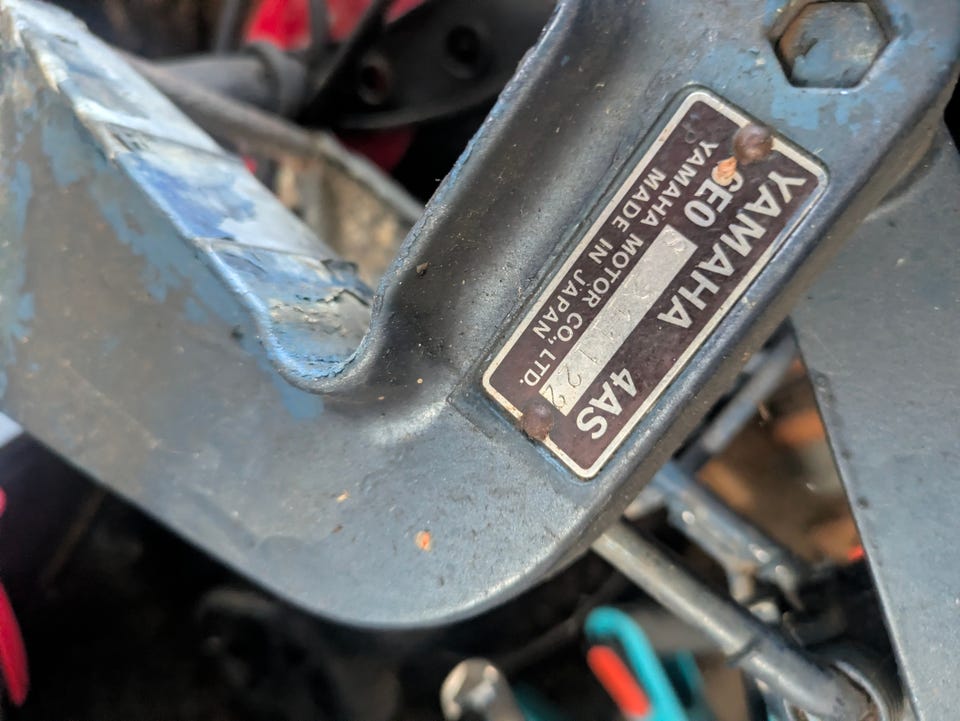 YAMAHA 4AS
6E0 S
YAMAHA MOTOR CO., LTD.
MADE IN JAPAN